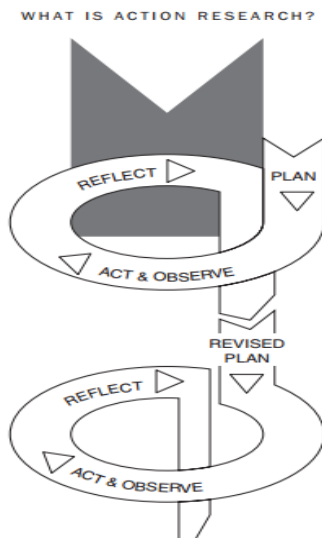 WHAT IS ACTION RESEARCH?
REFLECT
PLAN
ACT & OBSERVE
REVISED
PLAN
REFLECT
ACT & OBSERVE